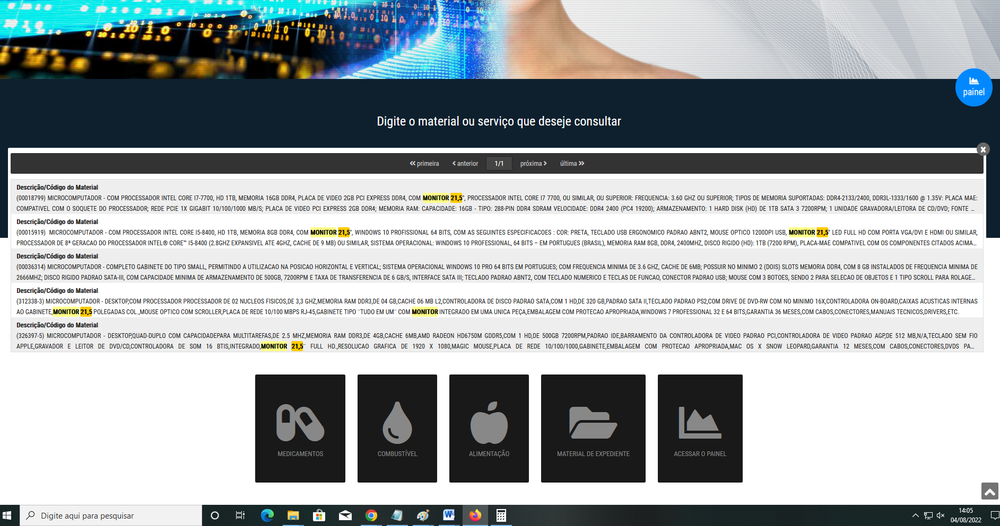 painel
Digite o material ou serviço que deseje consultar
primeira anterior 1/1 próxima última
Descrição/Código do Material
(00018799) MICROCOMPUTADOR - COM PROCESSADOR INTEL CORE I7-7700, HD 1TB, MEMORIA 16GB DDR4, PLACA DE VIDEO 2GB PCI EXPRESS DDR4, COM MONITOR 21,5", PROCESSADOR INTEL CORE I7 7700, OU SIMILAR, OU SUPERIOR: FREQUENCIA: 3.60 GHZ OU SUPERIOR; TIPOS DE MEMORIA SUPORTADAS: DDR4-2133/2400, DDR3L-1333/1600 @ 1.35V: PLACA MAE:
COMPATIVEL COM O SOQUETE DO PROCESSADOR; REDE PCIE 1X GIGABIT 10/100/1000 MB/S; PLACA DE VIDEO PCI EXPRESS 2GB DDR4; MEMORIA RAM: CAPACIDADE: 16GB - TIPO: 288-PIN DDR4 SDRAM VELOCIDADE: DDR4 2400 (PC4 19200); ARMAZENAMENTO: 1 HARD DISK (HD) DE 1TB SATA 3 7200RPM; 1 UNIDADE GRAVADORA/LEITORA DE CD/DVD; FONTE ...
Descrição/Código do Material
(00015919) MICROCOMPUTADOR - COM PROCESSADOR INTEL CORE I5-8400, HD 1TB, MEMORIA 8GB DDR4, COM MONITOR 21,5", WINDOWS 10 PROFISSIONAL 64 BITS, COM AS SEGUINTES ESPECIFICACOES : COR: PRETA, TECLADO USB ERGONOMICO PADRAO ABNT2, MOUSE OPTICO 1200DPI USB, MONITOR 21,5" LED FULL HD COM PORTA VGA/DVI E HDMI OU SIMILAR,
PROCESSADOR DE 8ª GERACAO DO PROCESSADOR INTEL® CORE™ I5-8400 (2.8GHZ EXPANSIVEL ATE 4GHZ, CACHE DE 9 MB) OU SIMILAR, SISTEMA OPERACIONAL: WINDOWS 10 PROFESSIONAL, 64 BITS – EM PORTUGUES (BRASIL), MEMORIA RAM 8GB, DDR4, 2400MHZ, DISCO RIGIDO (HD): 1TB (7200 RPM), PLACA-MAE COMPATIVEL COM OS COMPONENTES CITADOS ACIMA...
Descrição/Código do Material
(00036314) MICROCOMPUTADOR - COMPLETO GABINETE DO TIPO SMALL, PERMITINDO A UTILIZACAO NA POSICAO HORIZONTAL E VERTICAL; SISTEMA OPERACIONAL WINDOWS 10 PRO 64 BITS EM PORTUGUES; COM FREQUENCIA MINIMA DE 3.6 GHZ, CACHE DE 6MB; POSSUIR NO MINIMO 2 (DOIS) SLOTS MEMORIA DDR4, COM 8 GB INSTALADOS DE FREQUENCIA MINIMA DE
2666MHZ; DISCO RIGIDO PADRAO SATA-III, COM CAPACIDADE MINIMA DE ARMAZENAMENTO DE 500GB, 7200RPM E TAXA DE TRANSFERENCIA DE 6 GB/S, INTERFACE SATA III; TECLADO PADRAO ABNT2, COM TECLADO NUMERICO E TECLAS DE FUNCAO, CONECTOR PADRAO USB; MOUSE COM 3 BOTOES, SENDO 2 PARA SELECAO DE OBJETOS E 1 TIPO SCROLL PARA ROLAGE...
Descrição/Código do Material
(312338-3) MICROCOMPUTADOR - DESKTOP,COM PROCESSADOR PROCESSADOR DE 02 NUCLEOS FISICOS,DE 3,3 GHZ,MEMORIA RAM DDR3,DE 04 GB,CACHE 06 MB L2,CONTROLADORA DE DISCO PADRAO SATA,COM 1 HD,DE 320 GB,PADRAO SATA II,TECLADO PADRAO PS2,COM DRIVE DE DVD-RW COM NO MINIMO 16X,CONTROLADORA ON-BOARD,CAIXAS ACUSTICAS INTERNAS
AO GABINETE,MONITOR 21,5 POLEGADAS COL.,MOUSE OPTICO COM SCROLLER,PLACA DE REDE 10/100 MBPS RJ-45,GABINETE TIPO ¨TUDO EM UM¨ COM MONITOR INTEGRADO EM UMA UNICA PEÇA,EMBALAGEM COM PROTECAO APROPRIADA,WINDOWS 7 PROFESSIONAL 32 E 64 BITS,GARANTIA 36 MESES,COM CABOS,CONECTORES,MANUAIS TECNICOS,DRIVERS,ETC.
Descrição/Código do Material
(326397-5) MICROCOMPUTADOR - DESKTOP,QUAD-DUPLO COM CAPACIDADEPARA MULTITAREFAS,DE 2.5 MHZ,MEMORIA RAM DDR3,DE 4GB,CACHE 6MB,AMD RADEON HD6750M GDDR5,COM 1 HD,DE 500GB 7200RPM,PADRAO IDE,BARRAMENTO DA CONTROLADORA DE VIDEO PADRAO PCI,CONTROLADORA DE VIDEO PADRAO AGP,DE 512 MB,N/A,TECLADO SEM FIO
APPLE,GRAVADOR E LEITOR DE DVD/CD,CONTROLADORA DE SOM 16 BTIS,INTEGRADO,MONITOR 21,5¨ FULL HD.,RESOLUCAO GRAFICA DE 1920 X 1080,MAGIC MOUSE,PLACA DE REDE 10/100/1000,GABINETE,EMBALAGEM COM PROTECAO APROPRIADA,MAC OS X SNOW LEOPARD,GARANTIA 12 MESES,COM CABOS,CONECTORES,DVDS PA...
MEDICAMENTOS COMBUSTÍVEL ALIMENTAÇÃO MATERIAL DE EXPEDIENTE ACESSAR O PAINEL
Digite aqui para pesquisar
14:05
04/08/2022